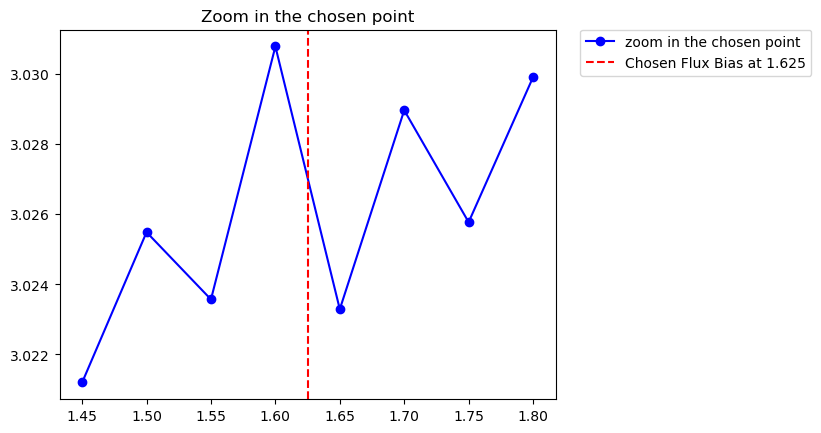 Zoom in the chosen point
zoom in the chosen point
Chosen Flux Bias at 1.625
3.030
3.028
3.026
3.024
3.022
1.45 1.50 1.55 1.60 1.65 1.70 1.75 1.80